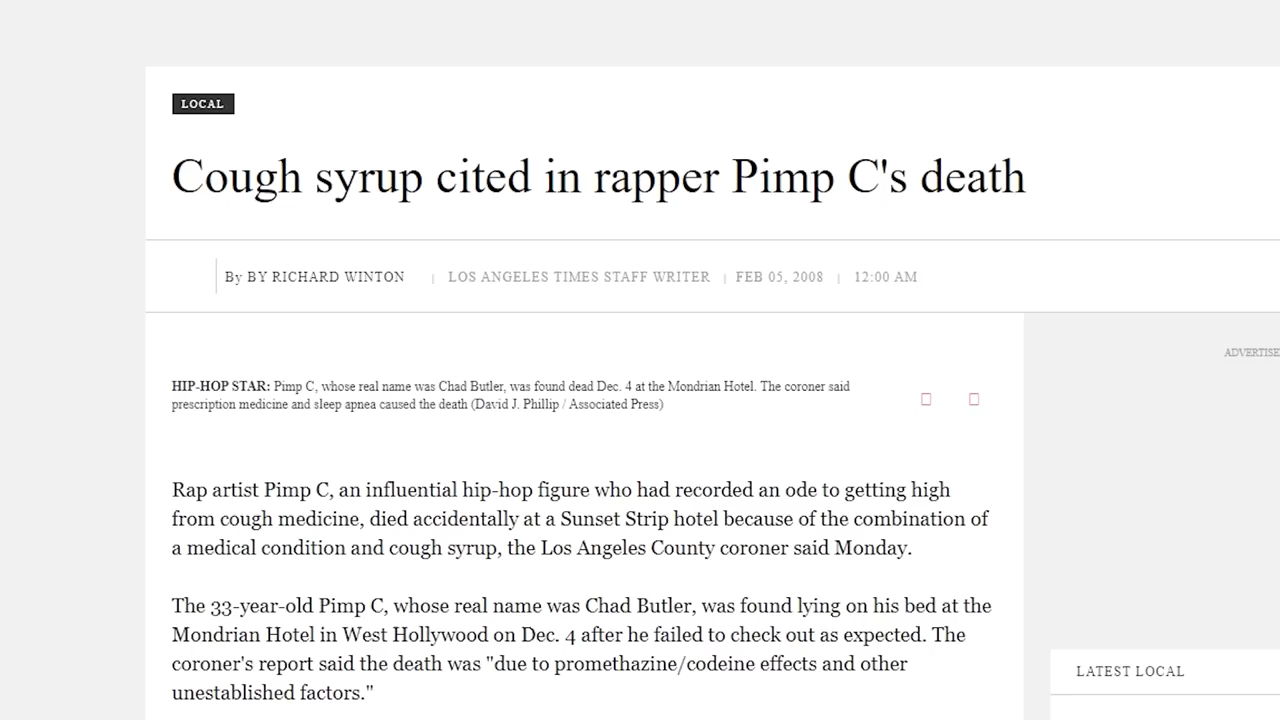 LOCAL
Cough syrup cited in rapper Pimp C's death
By BY RICHARD WINTON | LOS ANGELES TIMES STAFF WRITER | FEB 05, 2008 | 12:00 AM
HIP-HOP STAR: Pimp C, whose real name was Chad Butler, was found dead Dec. 4 at the Mondrian Hotel. The coroner said
prescription medicine and sleep apnea caused the death (David J. Phillip / Associated Press)
ADVERTISE
Rap artist Pimp C, an influential hip-hop figure who had recorded an ode to getting high
from cough medicine, died accidentally at a Sunset Strip hotel because of the combination of
a medical condition and cough syrup, the Los Angeles County coroner said Monday.
The 33-year-old Pimp C, whose real name was Chad Butler, was found lying on his bed at the
Mondrian Hotel in West Hollywood on Dec. 4 after he failed to check out as expected. The
coroner's report said the death was "due to promethazine/codeine effects and other
unestablished factors."
LATEST LOCAL